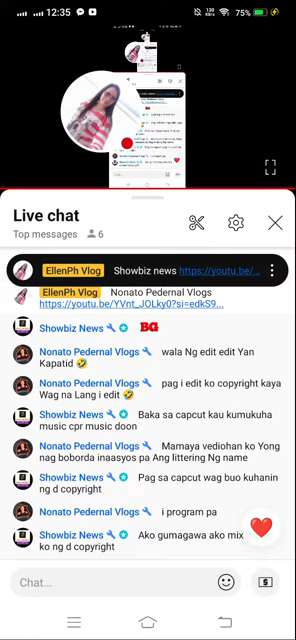 12:35
130 KB/s
75%
Live chat
Top messages 6
EllenPh Vlog Showbiz news https://youtu.be/...
EllenPh Vlog Nonato Pedernal Vlogs
https://youtu.be/YVnt_JOLky0?si=edkS9...
Showbiz News BG
Nonato Pedernal Vlogs wala Ng edit edit Yan
Kapatid
Nonato Pedernal Vlogs pag i edit ko copyright kaya
Wag na Lang i edit
Showbiz News Baka sa capcut kau kumukuha
music cpr music doon
Nonato Pedernal Vlogs Mamaya vediohan ko Yong
nag boborda inaasyos pa Ang littering Ng name
Showbiz News Pag sa capcut wag buo kuhanin
ng d copyright
Nonato Pedernal Vlogs i program pa
Showbiz News Ako gumagawa ako mix
ko ng d copyright
Chat...